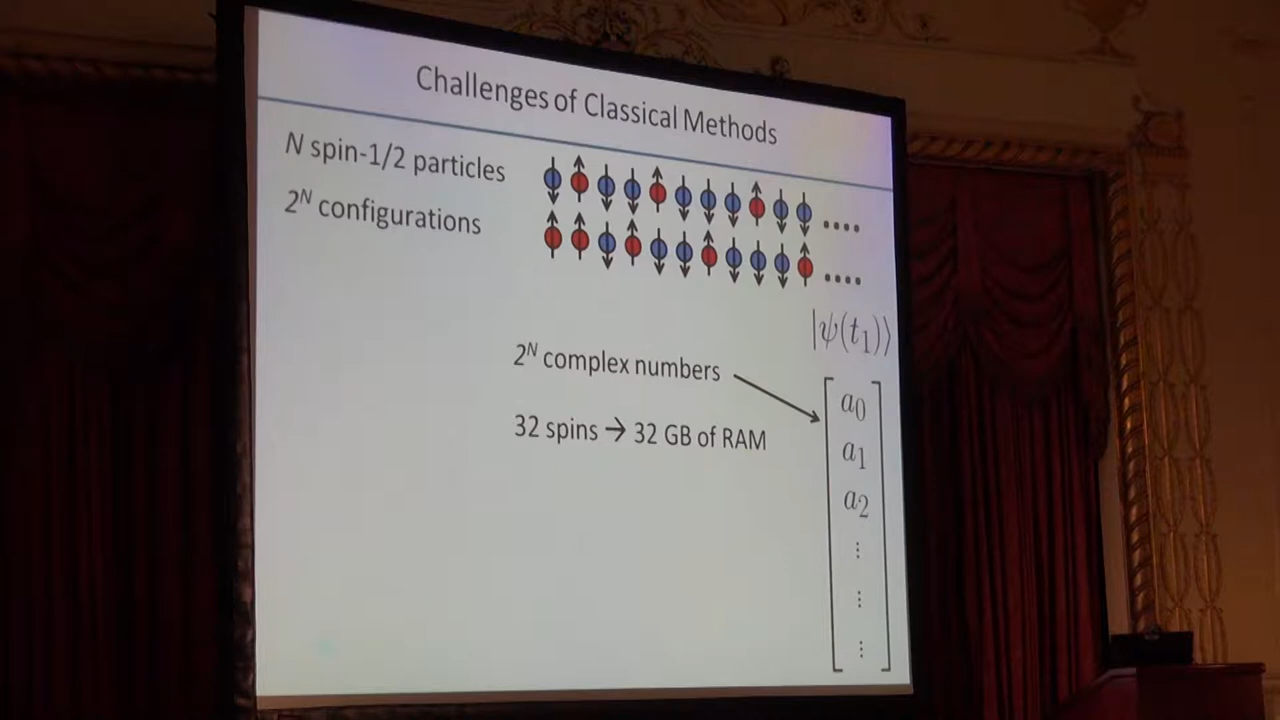 Challenges of Classical Methods
N spin-1/2 particles
2^N configurations
....
....
|ψ(t₁)⟩
2^N complex numbers
32 spins → 32 GB of RAM
a₀
a₁
a₂
⋮
⋮
⋮